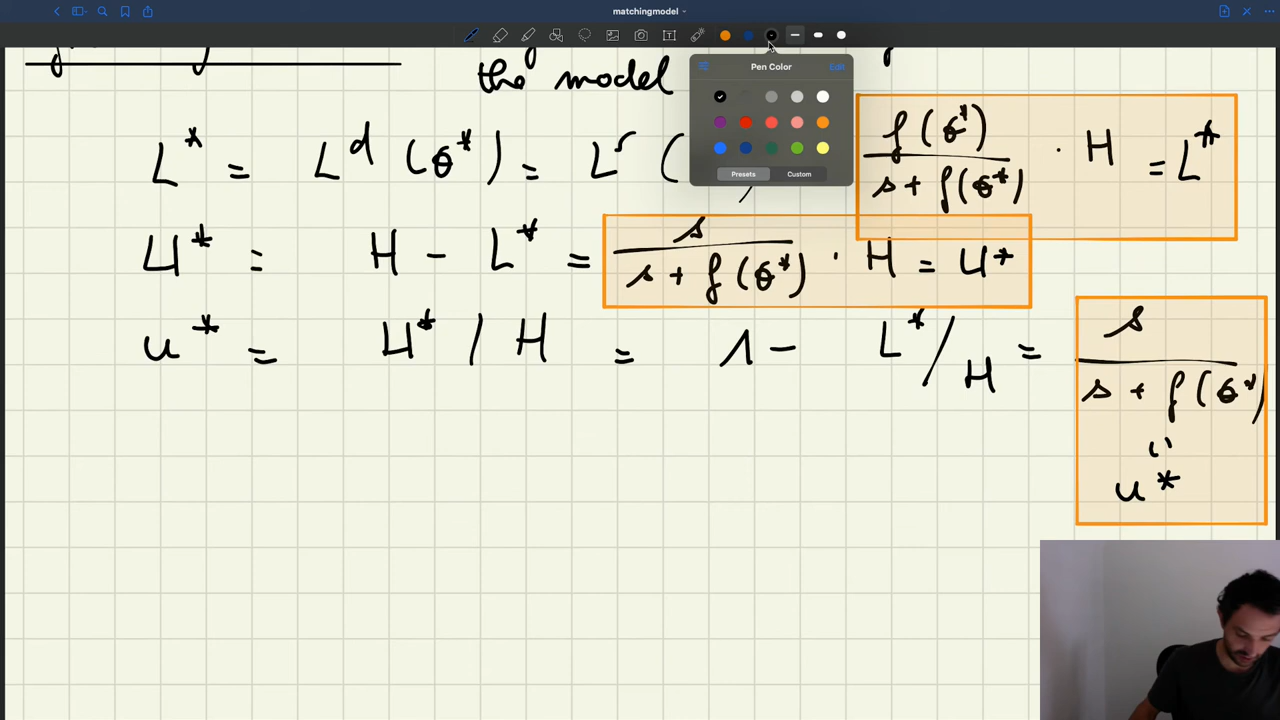 matchingmodel
the model
Pen Color
Edit
Presets
Custom
L* = L^d (θ*) = L^s ( f(θ*) / s + f(θ*) · H = L*
U* = H - L* = s / s + f(θ*) · H = U*
u* = U* / H = 1 - L* / H = s / s + f(θ*)
"
u*